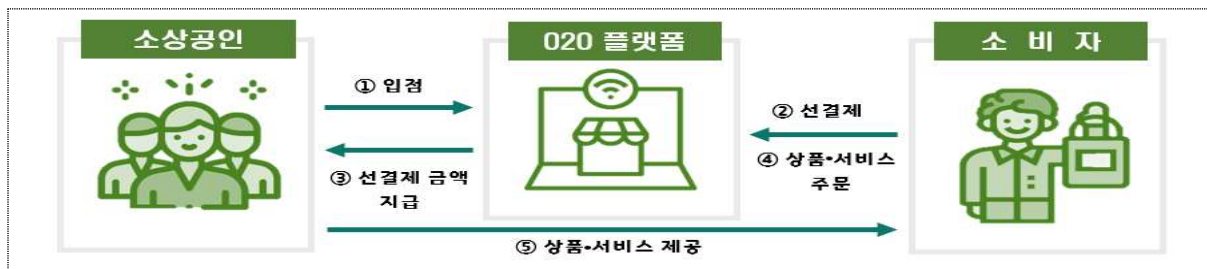 소상공인
O2O 플랫폼
소 비 자
① 입점
② 선결제
③ 선결제 금액
지급
④ 상품•서비스
주문
⑤ 상품•서비스 제공